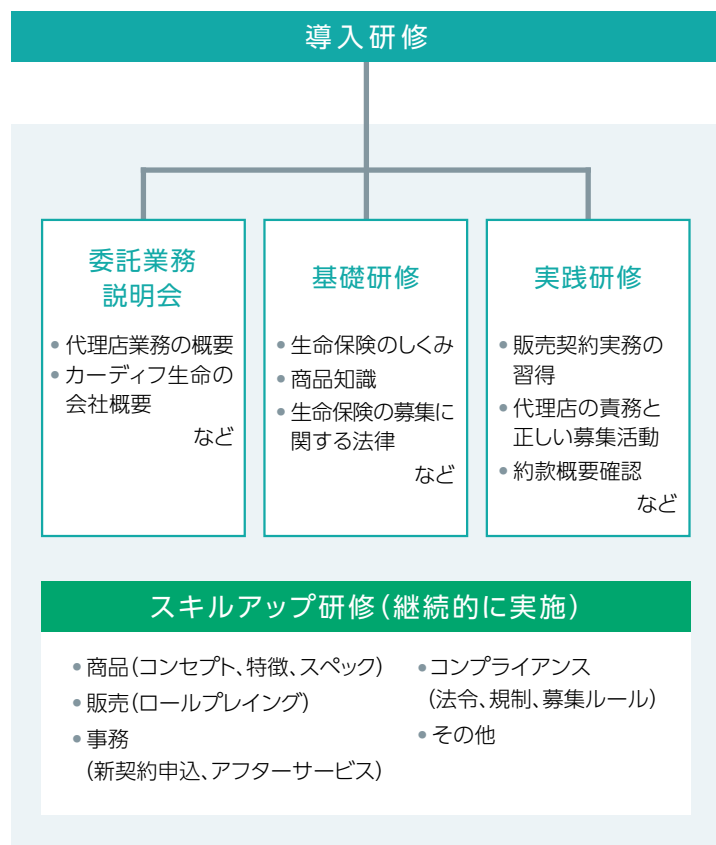 導入研修
委託業務
説明会
• 代理店業務の概要
• カーディフ生命の
会社概要
など
基礎研修
• 生命保険のしくみ
• 商品知識
• 生命保険の募集に
関する法律
など
実践研修
• 販売契約実務の
習得
• 代理店の責務と
正しい募集活動
• 約款概要確認
など
スキルアップ研修(継続的に実施)
• 商品(コンセプト、特徴、スペック)
• 販売(ロールプレイング)
• 事務
(新契約申込、アフターサービス)
• コンプライアンス
(法令、規制、募集ルール)
• その他